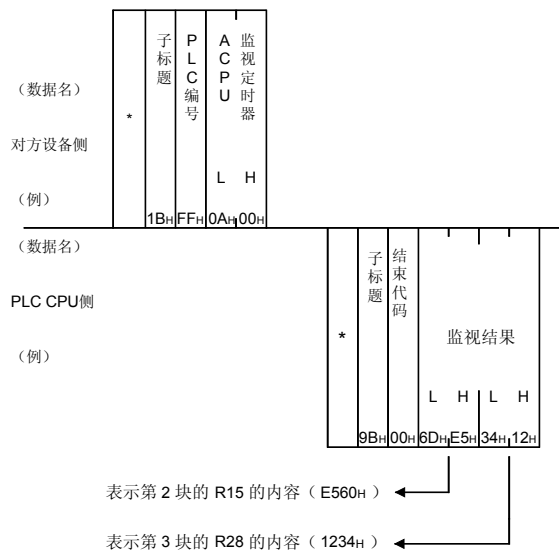 （数据名）
对方设备侧
（例）
*
子标题
PLC编号
ACPU监视定时器
L H
1BH FFH 0AH 00H
（数据名）
PLC CPU侧
（例）
*
子标题
结束代码
监视结果
L H L H
9BH 00H 6DH E5H 34H 12H
表示第 2 块的 R15 的内容（ E560H ）
表示第 3 块的 R28 的内容（ 1234H ）